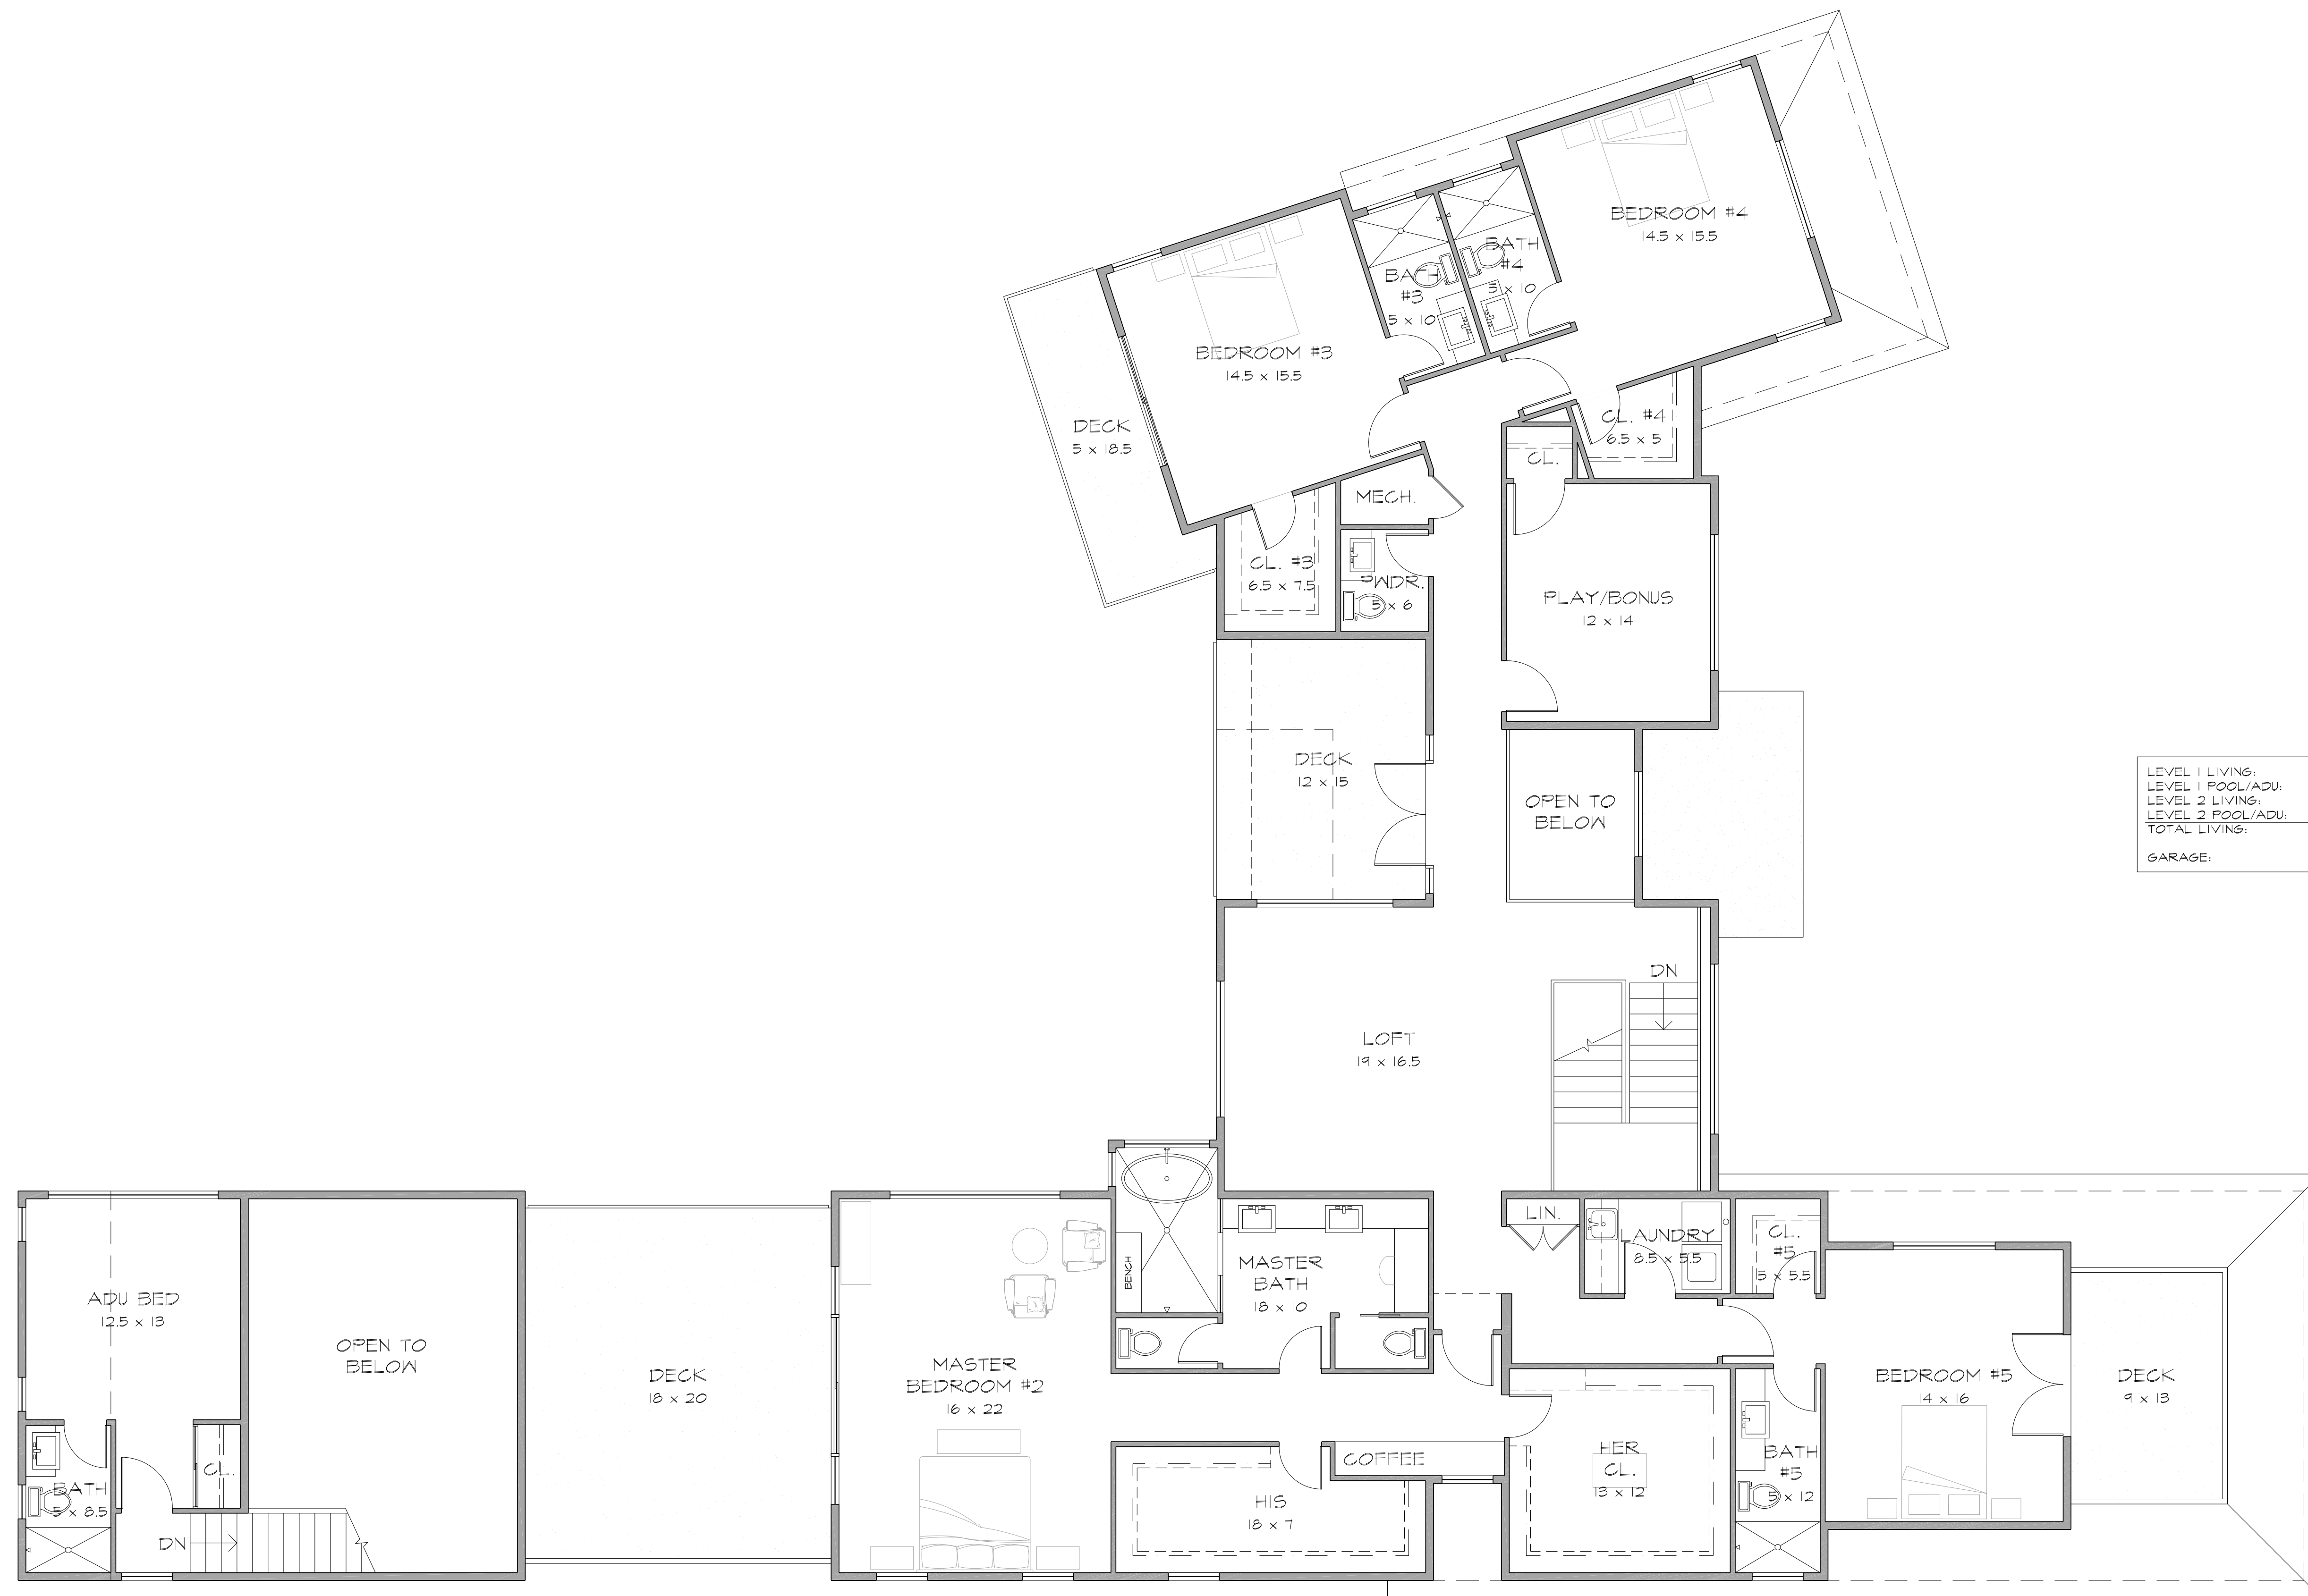 BEDROOM #4
14.5 x 15.5
BATH
#4
5 x 10
BATH
#3
5 x 10
BEDROOM #3
14.5 x 15.5
DECK
5 x 18.5
CL. #4
6.5 x 5
CL.
MECH.
CL. #3
6.5 x 7.5
PWDR.
5 x 6
PLAY/BONUS
12 x 14
DECK
12 x 15
OPEN TO
BELOW
LEVEL 1 LIVING:
LEVEL 1 POOL/ADU:
LEVEL 2 LIVING:
LEVEL 2 POOL/ADU:
TOTAL LIVING:
GARAGE:
DN
LOFT
19 x 16.5
LIN.
LAUNDRY
8.5 x 5.5
CL.
#5
5 x 5.5
BENCH
MASTER
BATH
18 x 10
ADU BED
12.5 x 13
OPEN TO
BELOW
DECK
18 x 20
MASTER
BEDROOM #2
16 x 22
BEDROOM #5
14 x 16
DECK
9 x 13
COFFEE
HER
CL.
13 x 12
BATH
#5
5 x 12
CL.
BATH
5 x 8.5
HIS
18 x 7
DN